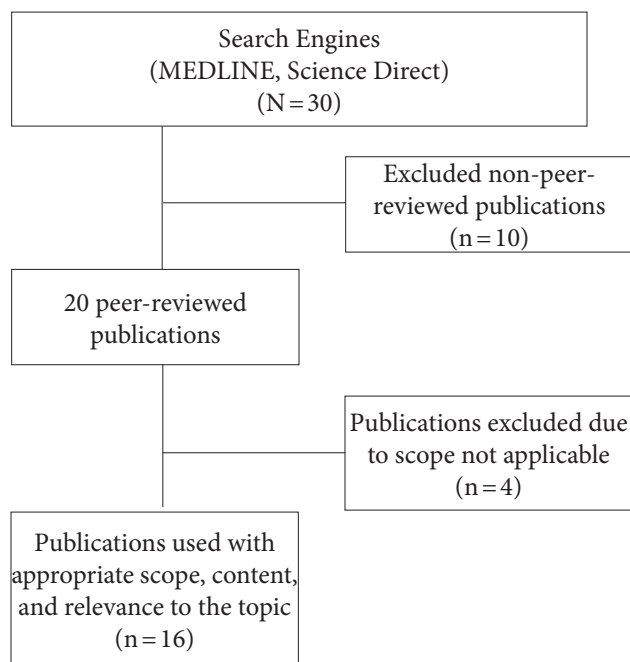 Search Engines
(MEDLINE, Science Direct)
(N = 30)
Excluded non-peer-
reviewed publications
(n = 10)
20 peer-reviewed
publications
Publications excluded due
to scope not applicable
(n = 4)
Publications used with
appropriate scope, content,
and relevance to the topic
(n = 16)